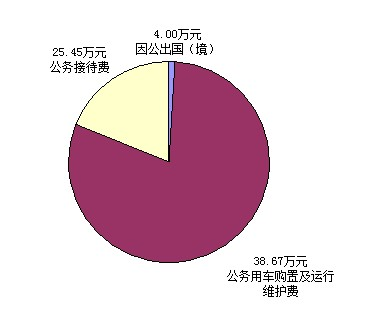 4.00万元
因公出国（境）
25.45万元
公务接待费
38.67万元
公务用车购置及运行
维护费